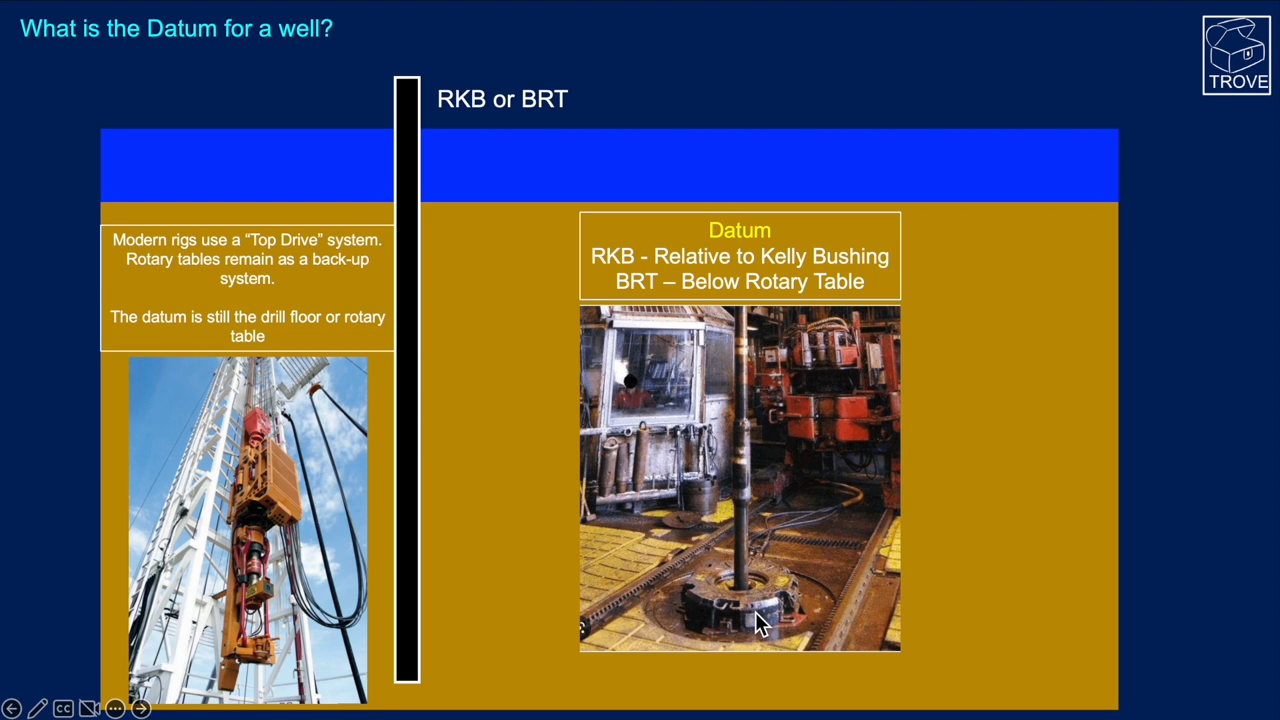 What is the Datum for a well?
TROVE
RKB or BRT
Modern rigs use a “Top Drive” system.
Rotary tables remain as a back-up
system.
The datum is still the drill floor or rotary
table
Datum
RKB - Relative to Kelly Bushing
BRT – Below Rotary Table
CC